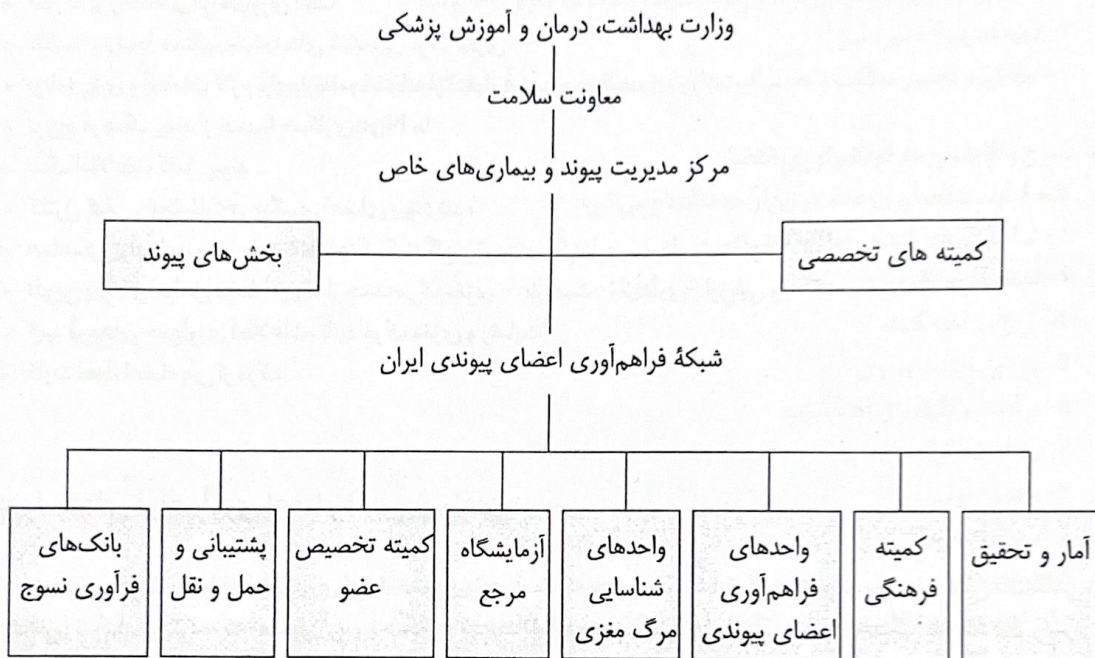 وزارت بهداشت، درمان و آموزش پزشکی
معاونت سلامت
مرکز مدیریت پیوند و بیماری‌های خاص
کمیته های تخصصی
بخش‌های پیوند
شبکهٔ فراهم‌آوری اعضای پیوندی ایران
آمار و تحقیق
کمیته
فرهنگی
واحدهای
فراهم‌آوری
اعضای پیوندی
واحدهای
شناسایی
مرگ مغزی
آزمایشگاه
مرجع
کمیته تخصیص
عضو
پشتیبانی و
حمل و نقل
بانک‌های
فرآوری نسوج